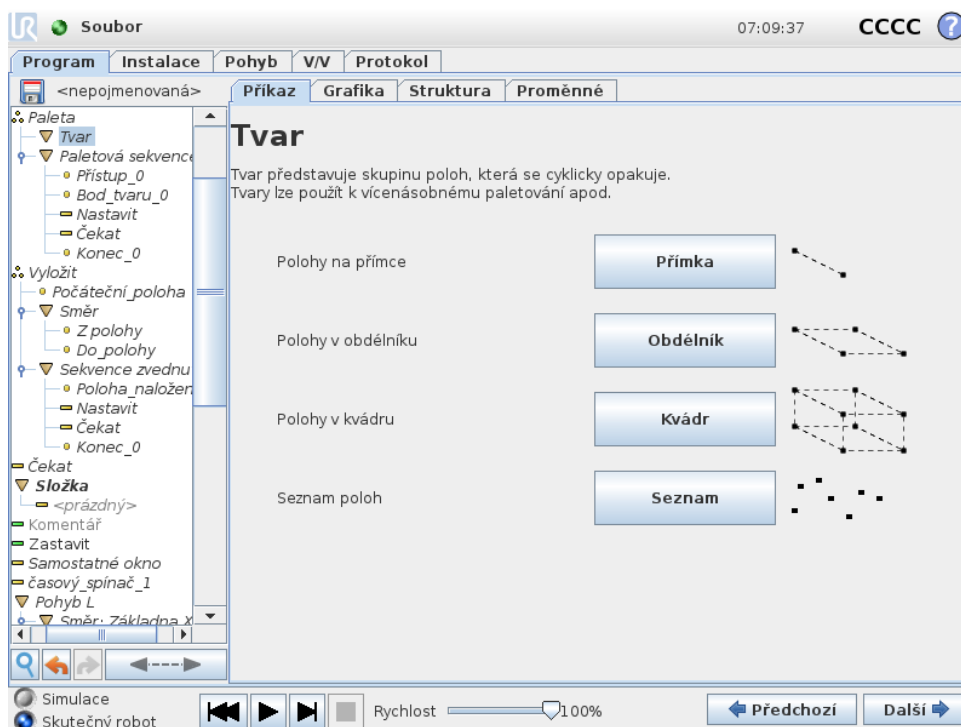 UR Soubor 07:09:37 CCCC ?
Program Instalace Pohyb V/V Protokol
<nepojmenovaná> Příkaz Grafika Struktura Proměnné
Paleta
Tvar
Paletová sekvence
Přístup_0
Bod_tvaru_0
Nastavit
Čekat
Konec_0
Vyložit
Počáteční_poloha
Směr
Z polohy
Do_polohy
Sekvence zvednu
Poloha_naložen
Nastavit
Čekat
Konec_0
Čekat
Složka
<prázdný>
Komentář
Zastavit
Samostatné okno
časový_spínač_1
Pohyb L
Směr: Základna X
Tvar
Tvar představuje skupinu poloh, která se cyklicky opakuje.
Tvary lze použít k vícenásobnému paletování apod.
Polohy na přímce Přímka
Polohy v obdélníku Obdélník
Polohy v kvádru Kvádr
Seznam poloh Seznam
Simulace
Skutečný robot
Rychlost 100% Předchozí Další